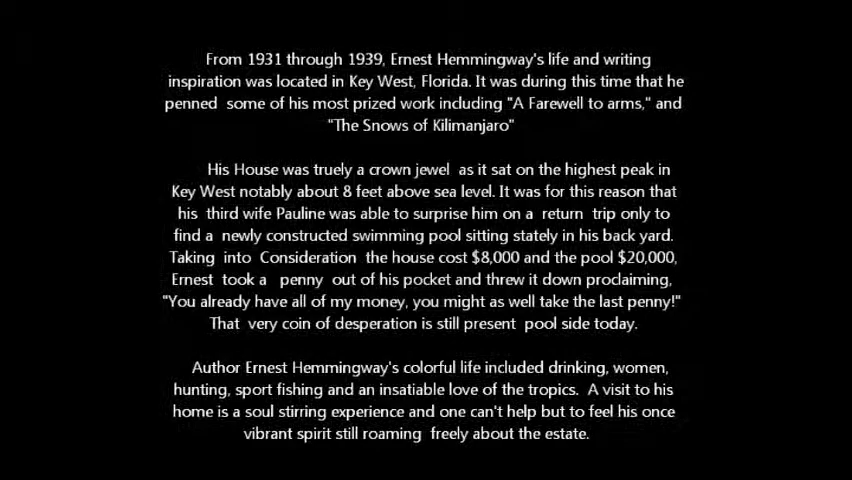 From 1931 through 1939, Ernest Hemmingway's life and writing
inspiration was located in Key West, Florida. It was during this time that he
penned some of his most prized work including "A Farewell to arms," and
"The Snows of Kilimanjaro"
His House was truely a crown jewel as it sat on the highest peak in
Key West notably about 8 feet above sea level. It was for this reason that
his third wife Pauline was able to surprise him on a return trip only to
find a newly constructed swimming pool sitting stately in his back yard.
Taking into Consideration the house cost $8,000 and the pool $20,000,
Ernest took a penny out of his pocket and threw it down proclaiming,
"You already have all of my money, you might as well take the last penny!"
That very coin of desperation is still present pool side today.
Author Ernest Hemmingway's colorful life included drinking, women,
hunting, sport fishing and an insatiable love of the tropics. A visit to his
home is a soul stirring experience and one can't help but to feel his once
vibrant spirit still roaming freely about the estate.